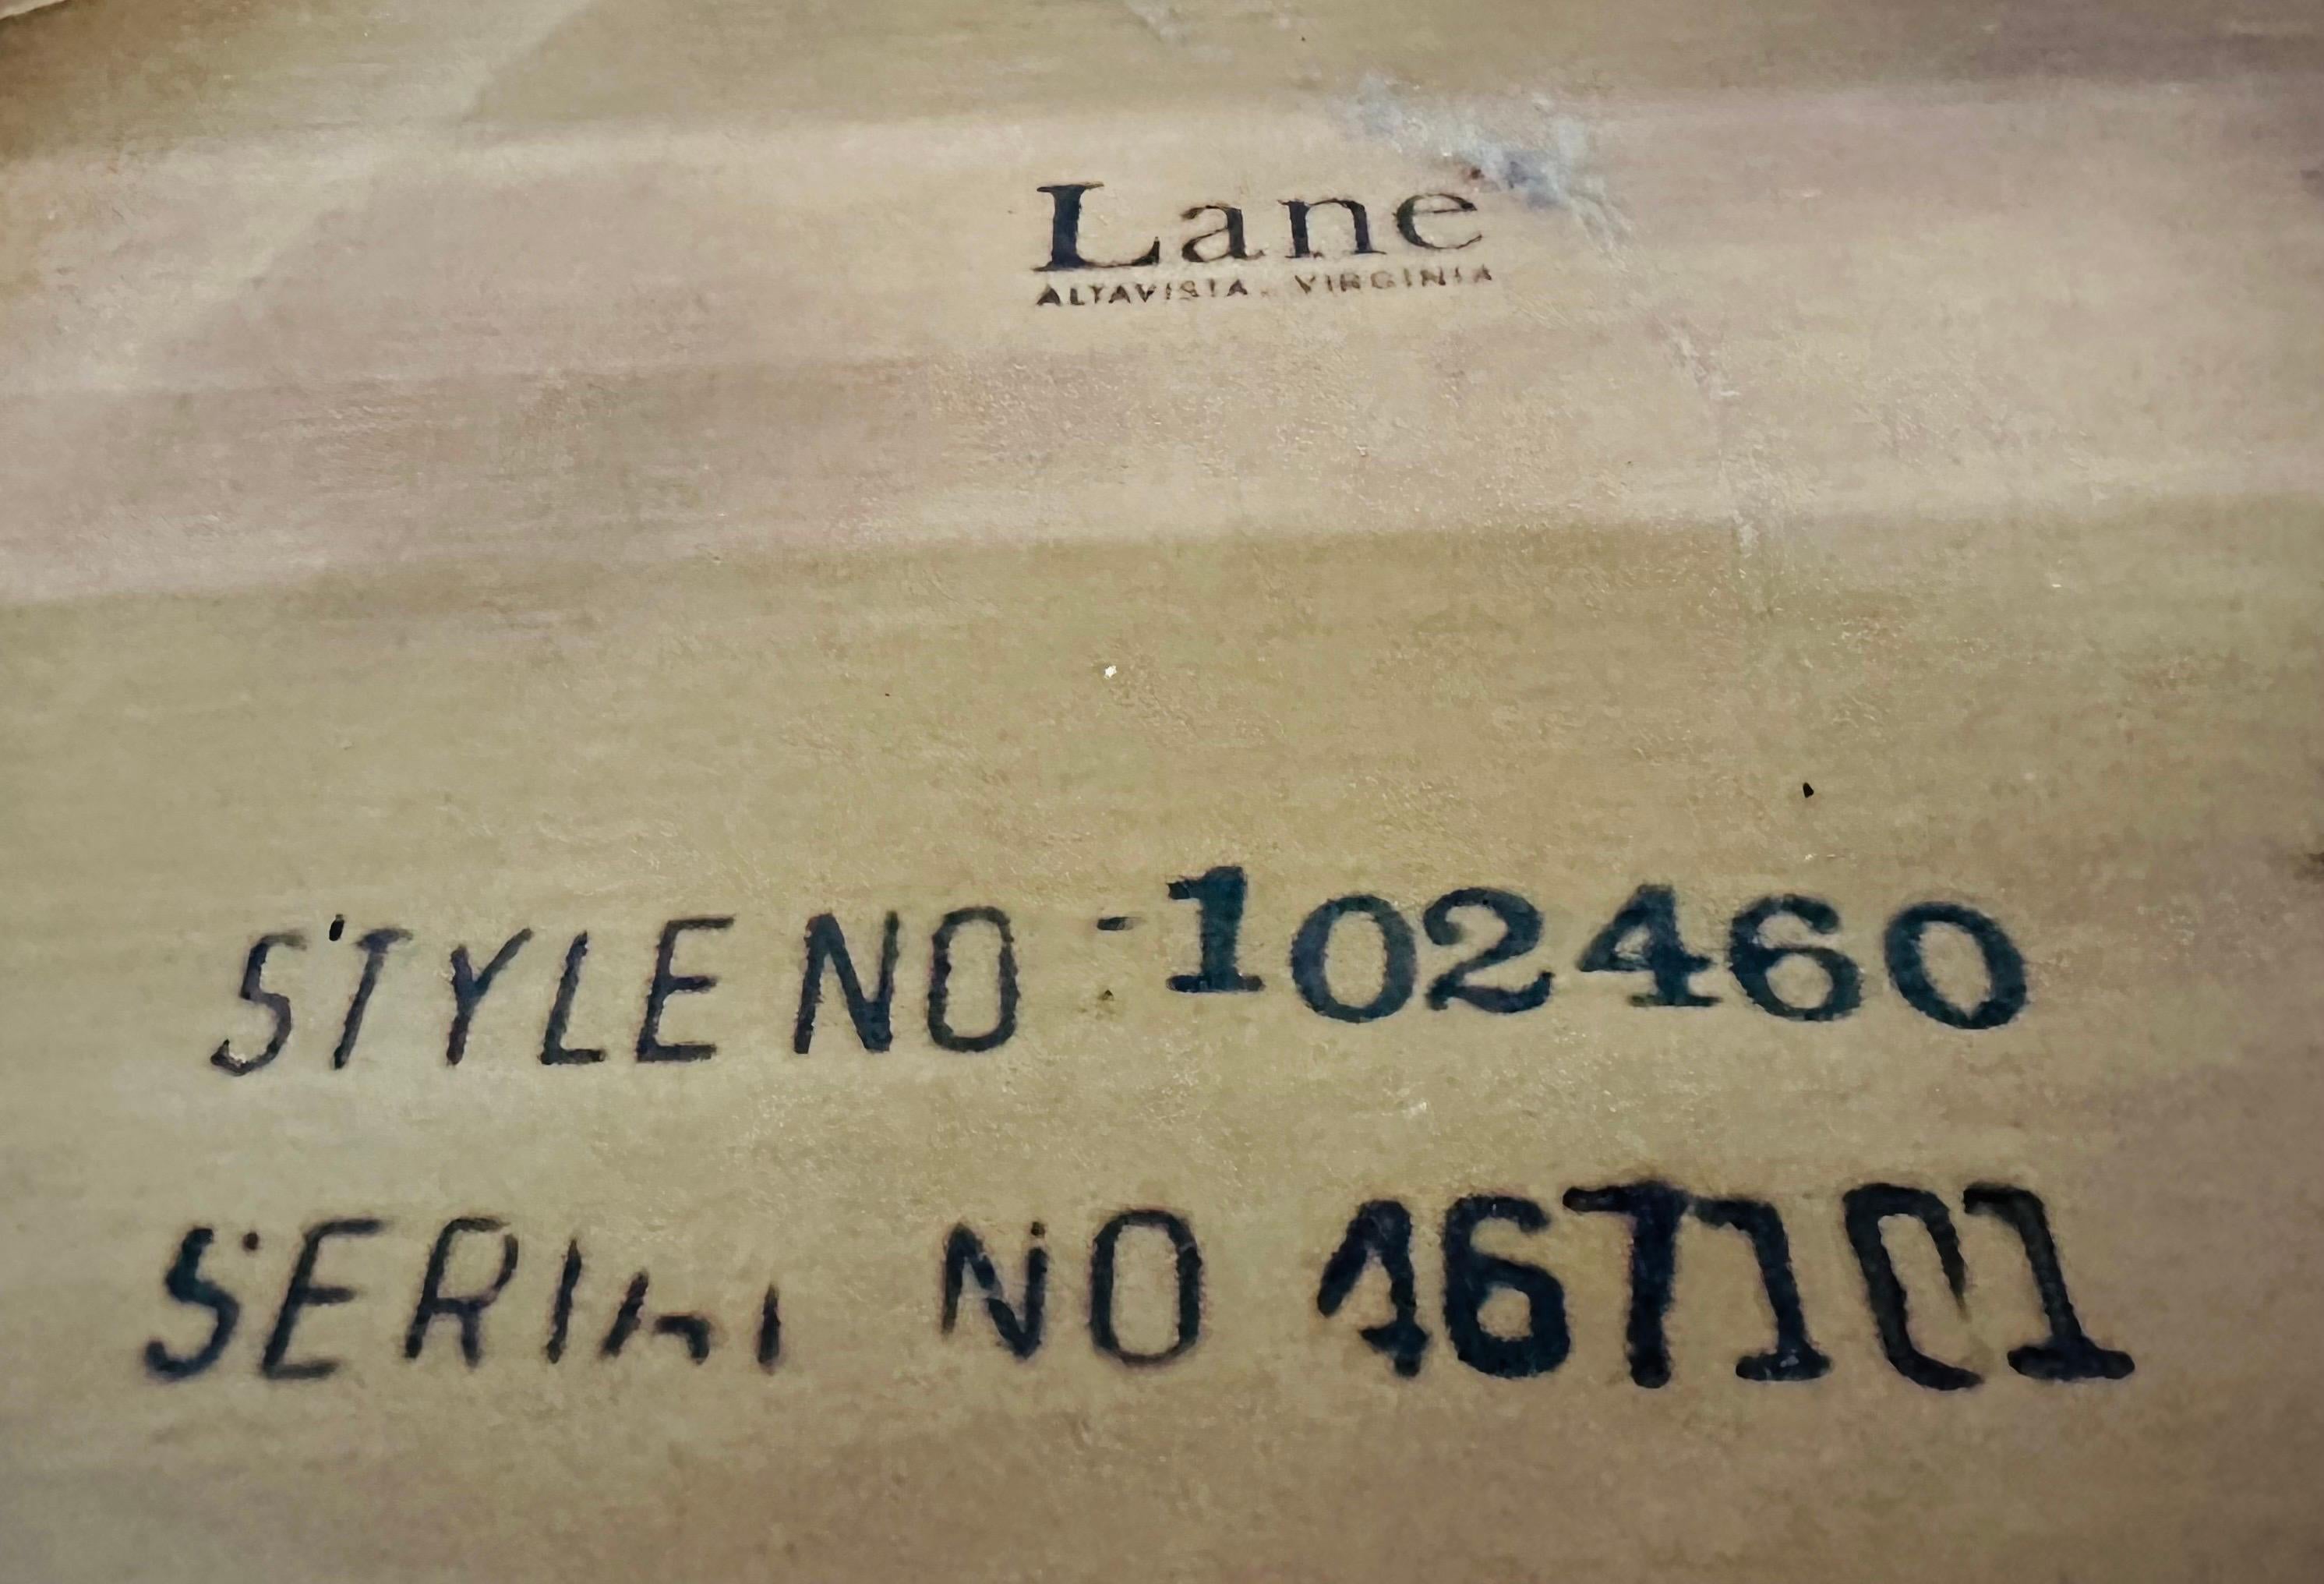 Lane
ALTAVISTA, VIRGINIA
STYLE NO - 102460
SERIAL NO 467101